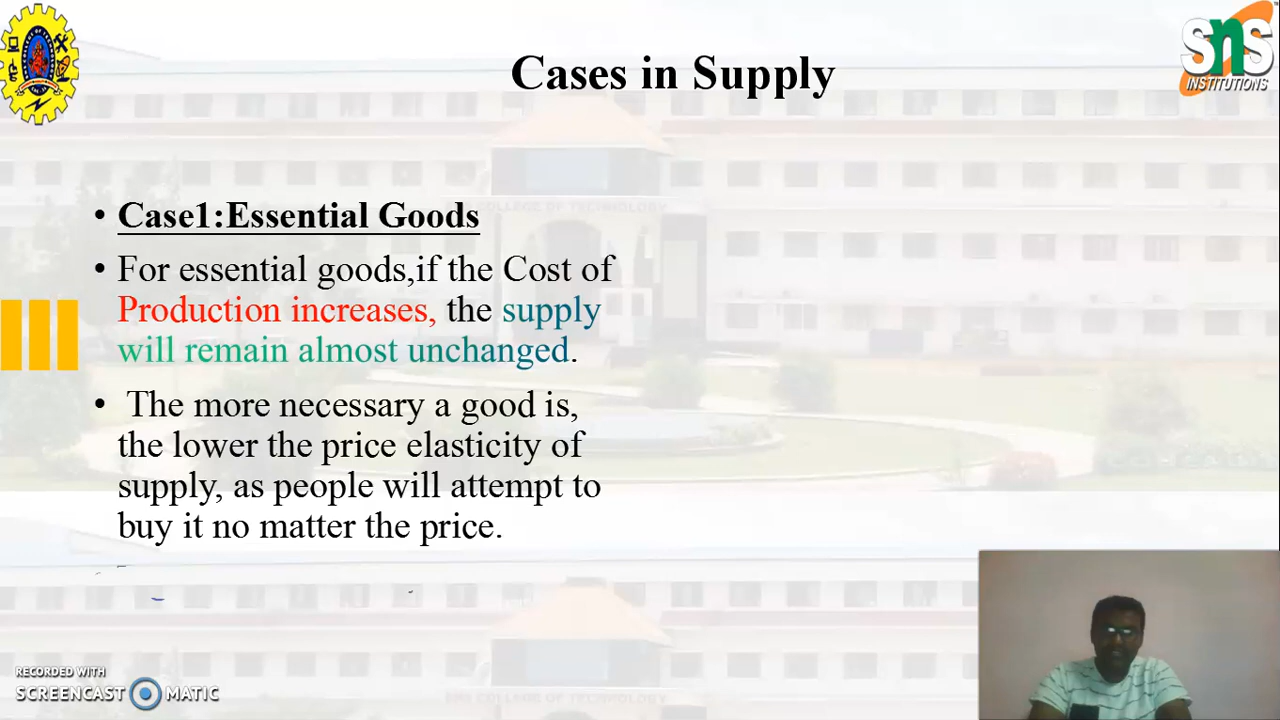 Cases in Supply
SNS
INSTITUTIONS
• Case1:Essential Goods
• For essential goods,if the Cost of
Production increases, the supply
will remain almost unchanged.
• The more necessary a good is,
the lower the price elasticity of
supply, as people will attempt to
buy it no matter the price.
RECORDED WITH
SCREENCAST MATIC